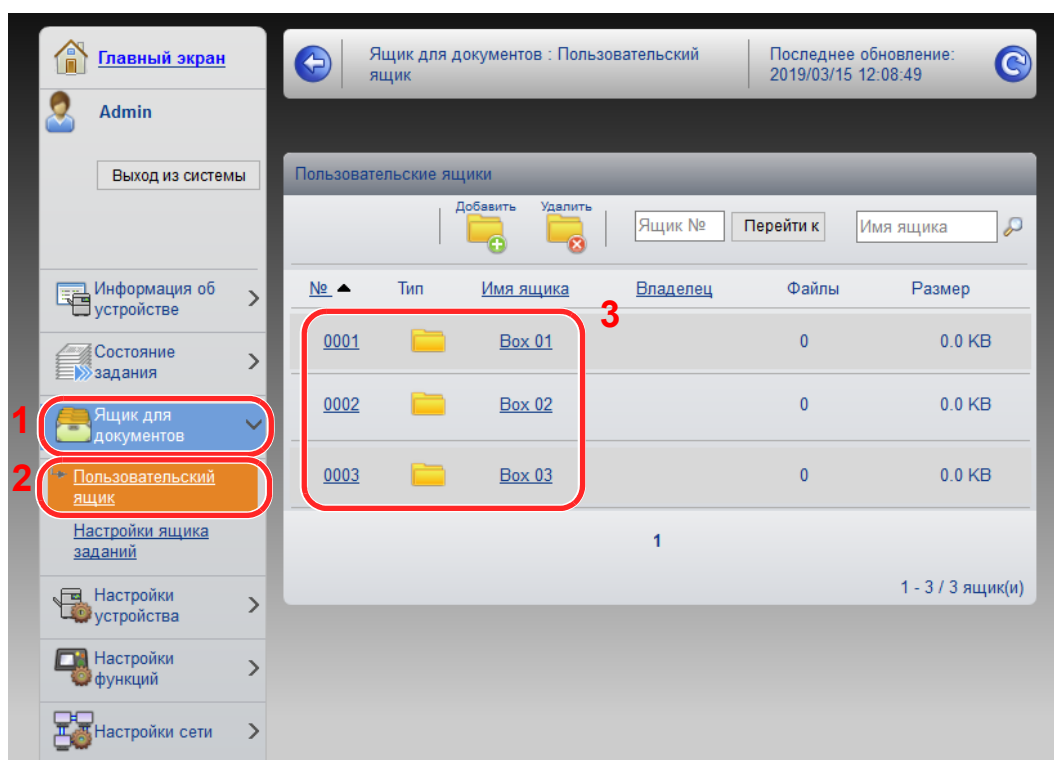 Главный экран
Admin
Выход из системы
Информация об
устройстве
Состояние
задания
1
Ящик для
документов
2
Пользовательский
ящик
Настройки ящика
заданий
Настройки
устройства
Настройки
функций
Настройки сети
Ящик для документов : Пользовательский
ящик
Последнее обновление:
2019/03/15 12:08:49
Пользовательские ящики
Добавить Удалить
Ящик № Перейти к Имя ящика
№ Тип Имя ящика Владелец Файлы Размер
3
0001 Box 01 0 0.0 KB
0002 Box 02 0 0.0 KB
0003 Box 03 0 0.0 KB
1
1 - 3 / 3 ящик(и)